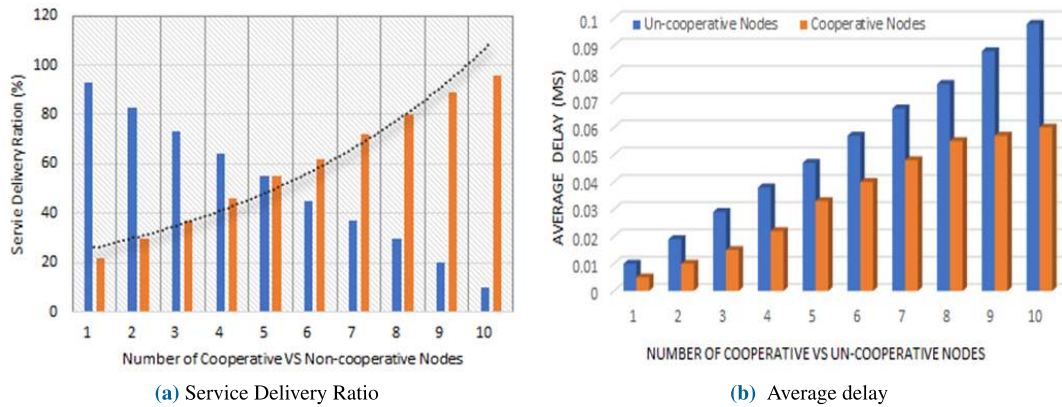 120
100
80
60
40
20
0
Servie Delivery Ration (%)
1 2 3 4 5 6 7 8 9 10
Number of Cooperative VS Non-cooperative Nodes
(a) Service Delivery Ratio
Un-cooperative Nodes Cooperative Nodes
0.1
0.09
0.08
0.07
0.06
0.05
0.04
0.03
0.02
0.01
0
AVERAGE DELAY (MS)
1 2 3 4 5 6 7 8 9 10
NUMBER OF COOPERATIVE VS UN-COOPERATIVE NODES
(b) Average delay